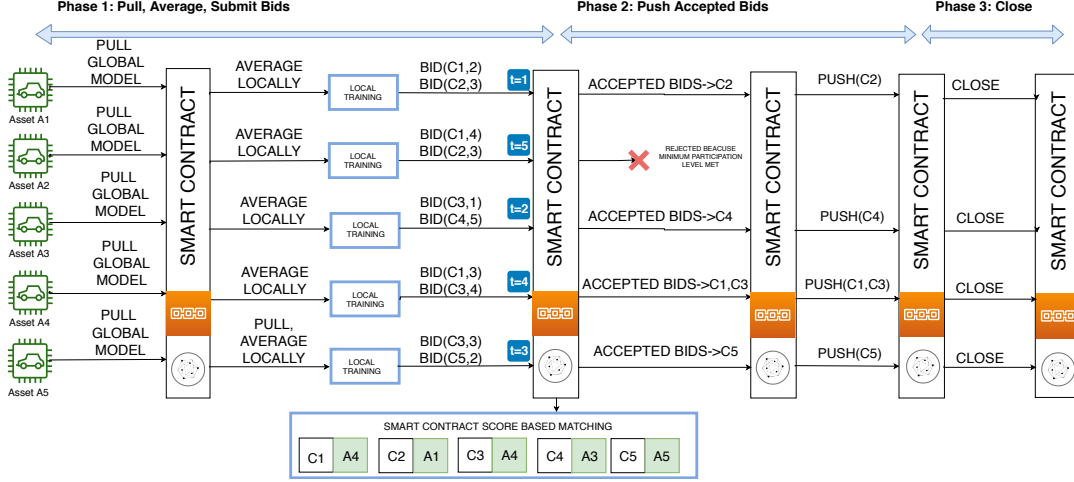 Phase 1: Pull, Average, Submit Bids
Phase 2: Push Accepted Bids
Phase 3: Close
Asset A1
PULL
GLOBAL
MODEL
AVERAGE
LOCALLY
LOCAL
TRAINING
BID(C1,2)
BID(C2,3)
t=1
ACCEPTED BIDS->C2
PUSH(C2)
CLOSE
Asset A2
PULL
GLOBAL
MODEL
AVERAGE
LOCALLY
LOCAL
TRAINING
BID(C1,4)
BID(C2,3)
t=5
REJECTED BEACUSE
MINIMUM PARTICIPATION
LEVEL MET
Asset A3
PULL
GLOBAL
MODEL
AVERAGE
LOCALLY
LOCAL
TRAINING
BID(C3,1)
BID(C4,5)
t=2
ACCEPTED BIDS->C4
PUSH(C4)
CLOSE
Asset A4
PULL
GLOBAL
MODEL
AVERAGE
LOCALLY
LOCAL
TRAINING
BID(C1,3)
BID(C3,4)
t=4
ACCEPTED BIDS->C1,C3
PUSH(C1,C3)
CLOSE
Asset A5
PULL
GLOBAL
MODEL
PULL,
AVERAGE
LOCALLY
LOCAL
TRAINING
BID(C3,3)
BID(C5,2)
t=3
ACCEPTED BIDS->C5
PUSH(C5)
CLOSE
SMART CONTRACT
SMART CONTRACT
SMART CONTRACT
SMART CONTRACT
SMART CONTRACT
SMART CONTRACT SCORE BASED MATCHING
C1 A4 C2 A1 C3 A4 C4 A3 C5 A5